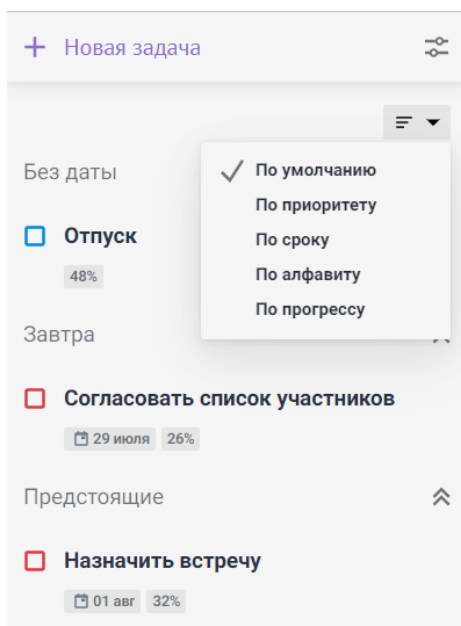 Новая задача
Без даты
По умолчанию
По приоритету
По сроку
По алфавиту
По прогрессу
Отпуск
48%
Завтра
Согласовать список участников
29 июля 26%
Предстоящие
Назначить встречу
01 авг 32%